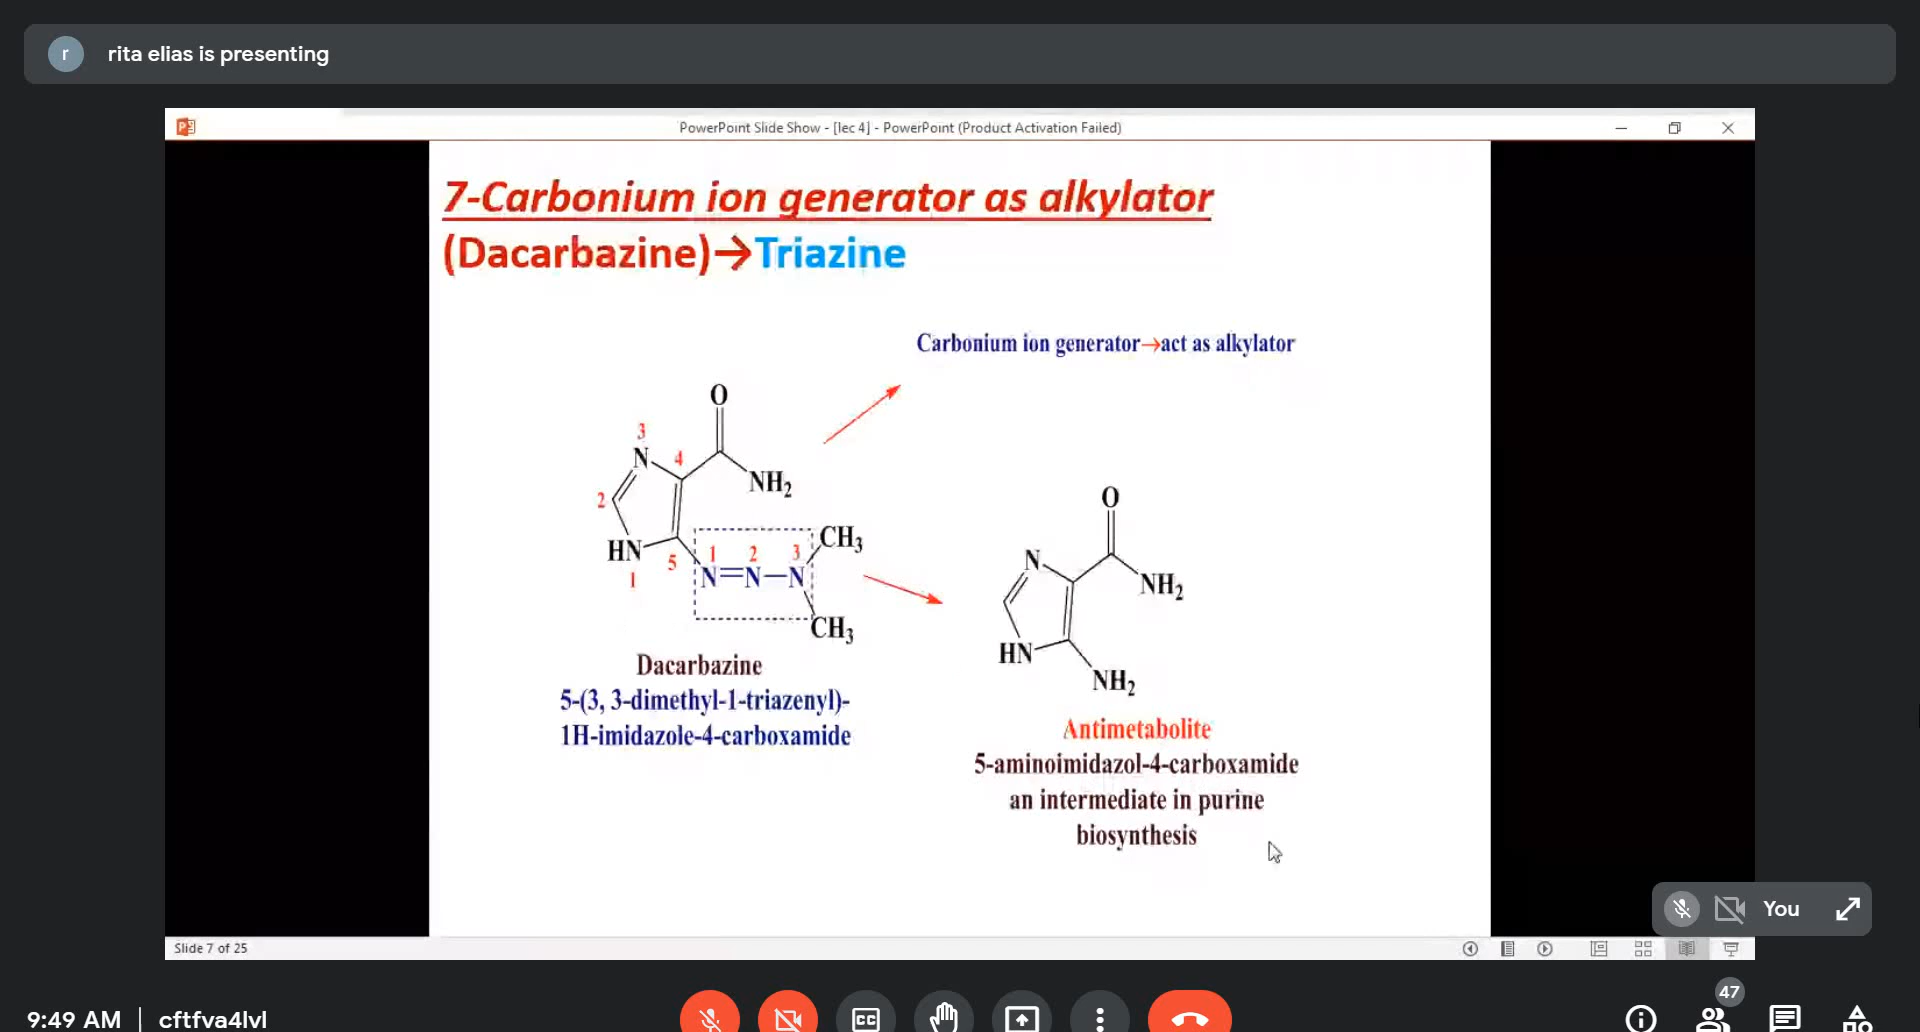 r
rita elias is presenting
PowerPoint Slide Show - [lec 4] - PowerPoint (Product Activation Failed)
7-Carbonium ion generator as alkylator
(Dacarbazine)→Triazine
Carbonium ion generator→act as alkylator
O
3
N
4
NH2
2
HN
1
5
1
2
3
N=N—N
CH3
CH3
Dacarbazine
5-(3, 3-dimethyl-1-triazenyl)-
1H-imidazole-4-carboxamide
O
N
NH2
HN
NH2
Antimetabolite
5-aminoimidazol-4-carboxamide
an intermediate in purine
biosynthesis
You
Slide 7 of 25
9:49 AM | cftfva4lvl
CC
47